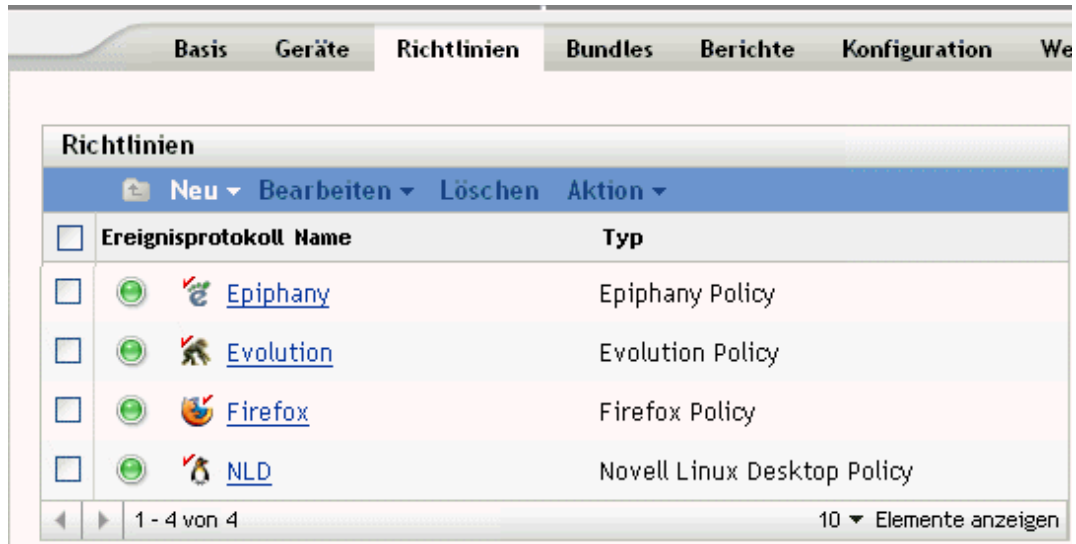 Basis Geräte Richtlinien Bundles Berichte Konfiguration We
Richtlinien
Neu Bearbeiten Löschen Aktion
Ereignisprotokoll Name Typ
Epiphany Epiphany Policy
Evolution Evolution Policy
Firefox Firefox Policy
NLD Novell Linux Desktop Policy
1 - 4 von 4 10 Elemente anzeigen